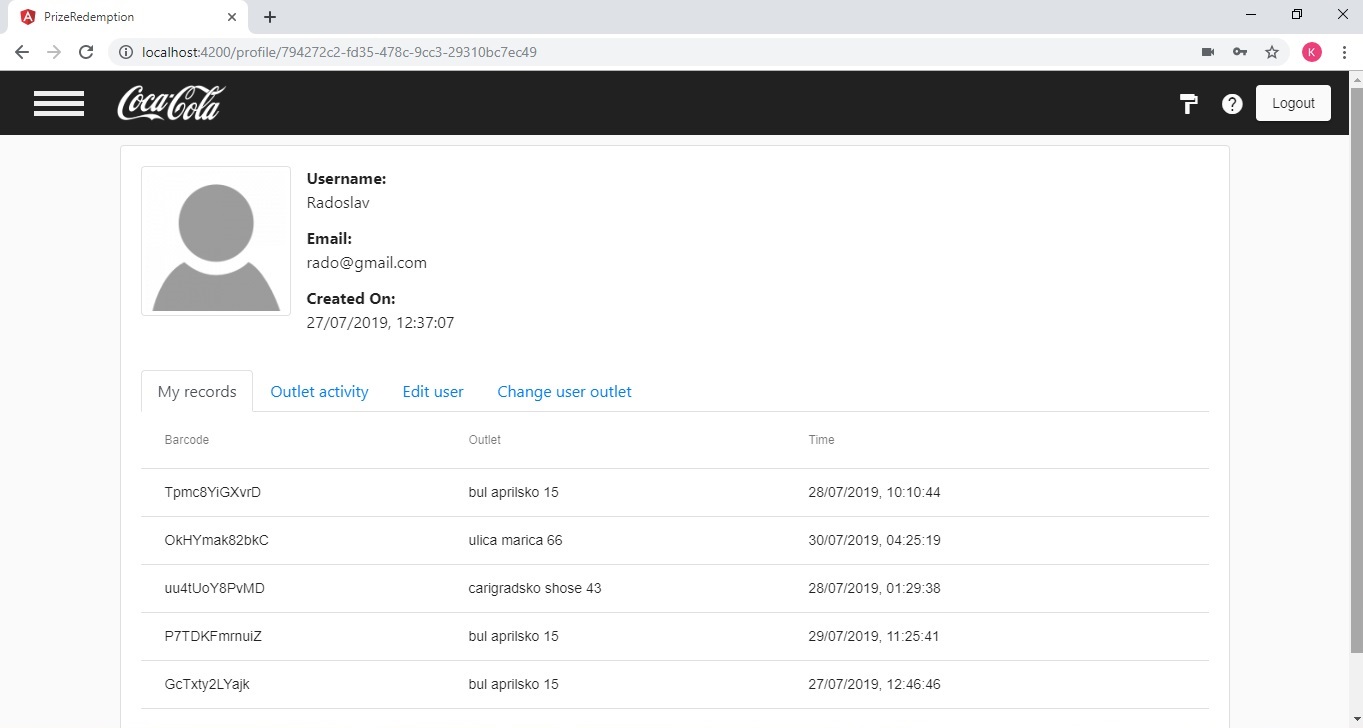 PrizeRedemption
localhost:4200/profile/794272c2-fd35-478c-9cc3-29310bc7ec49
K
Coca-Cola
?
Logout
Username:
Radoslav
Email:
rado@gmail.com
Created On:
27/07/2019, 12:37:07
My records Outlet activity Edit user Change user outlet
Barcode Outlet Time
Tpmc8YiGXvrD bul aprilsko 15 28/07/2019, 10:10:44
OkHYmak82bkC ulica marica 66 30/07/2019, 04:25:19
uu4tUoY8PvMD carigradsko shose 43 28/07/2019, 01:29:38
P7TDKFmrnuiZ bul aprilsko 15 29/07/2019, 11:25:41
GcTxty2LYajk bul aprilsko 15 27/07/2019, 12:46:46